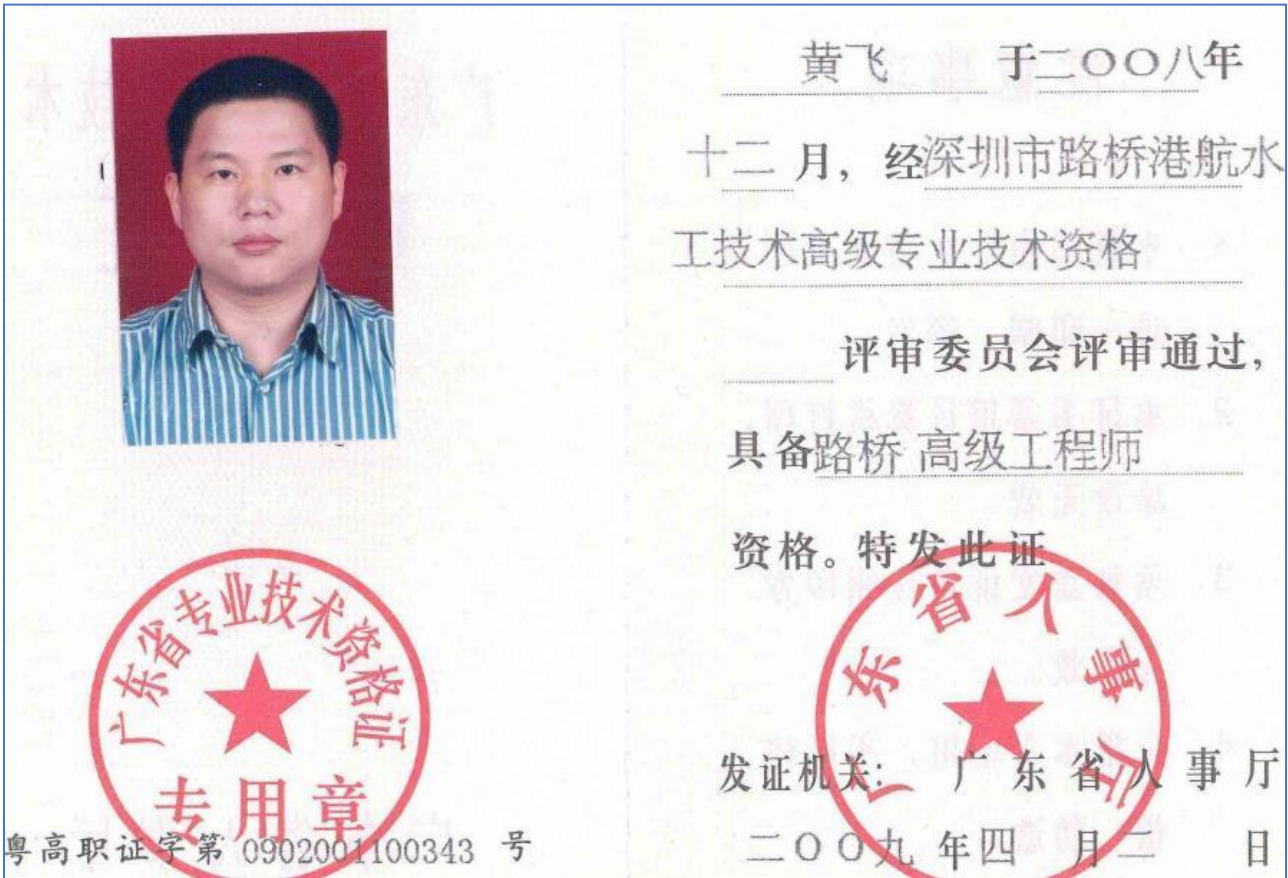 黄飞 于二〇〇八年
十二月，经深圳市路桥港航水
工技术高级专业技术资格
评审委员会评审通过，
具备路桥 高级工程师
资格。特发此证
广东省人事厅
发证机关： 广东省人事厅
二〇〇九年四月二日
广东省专业技术资格证
专用章
粤高职证字第 0902001100343 号